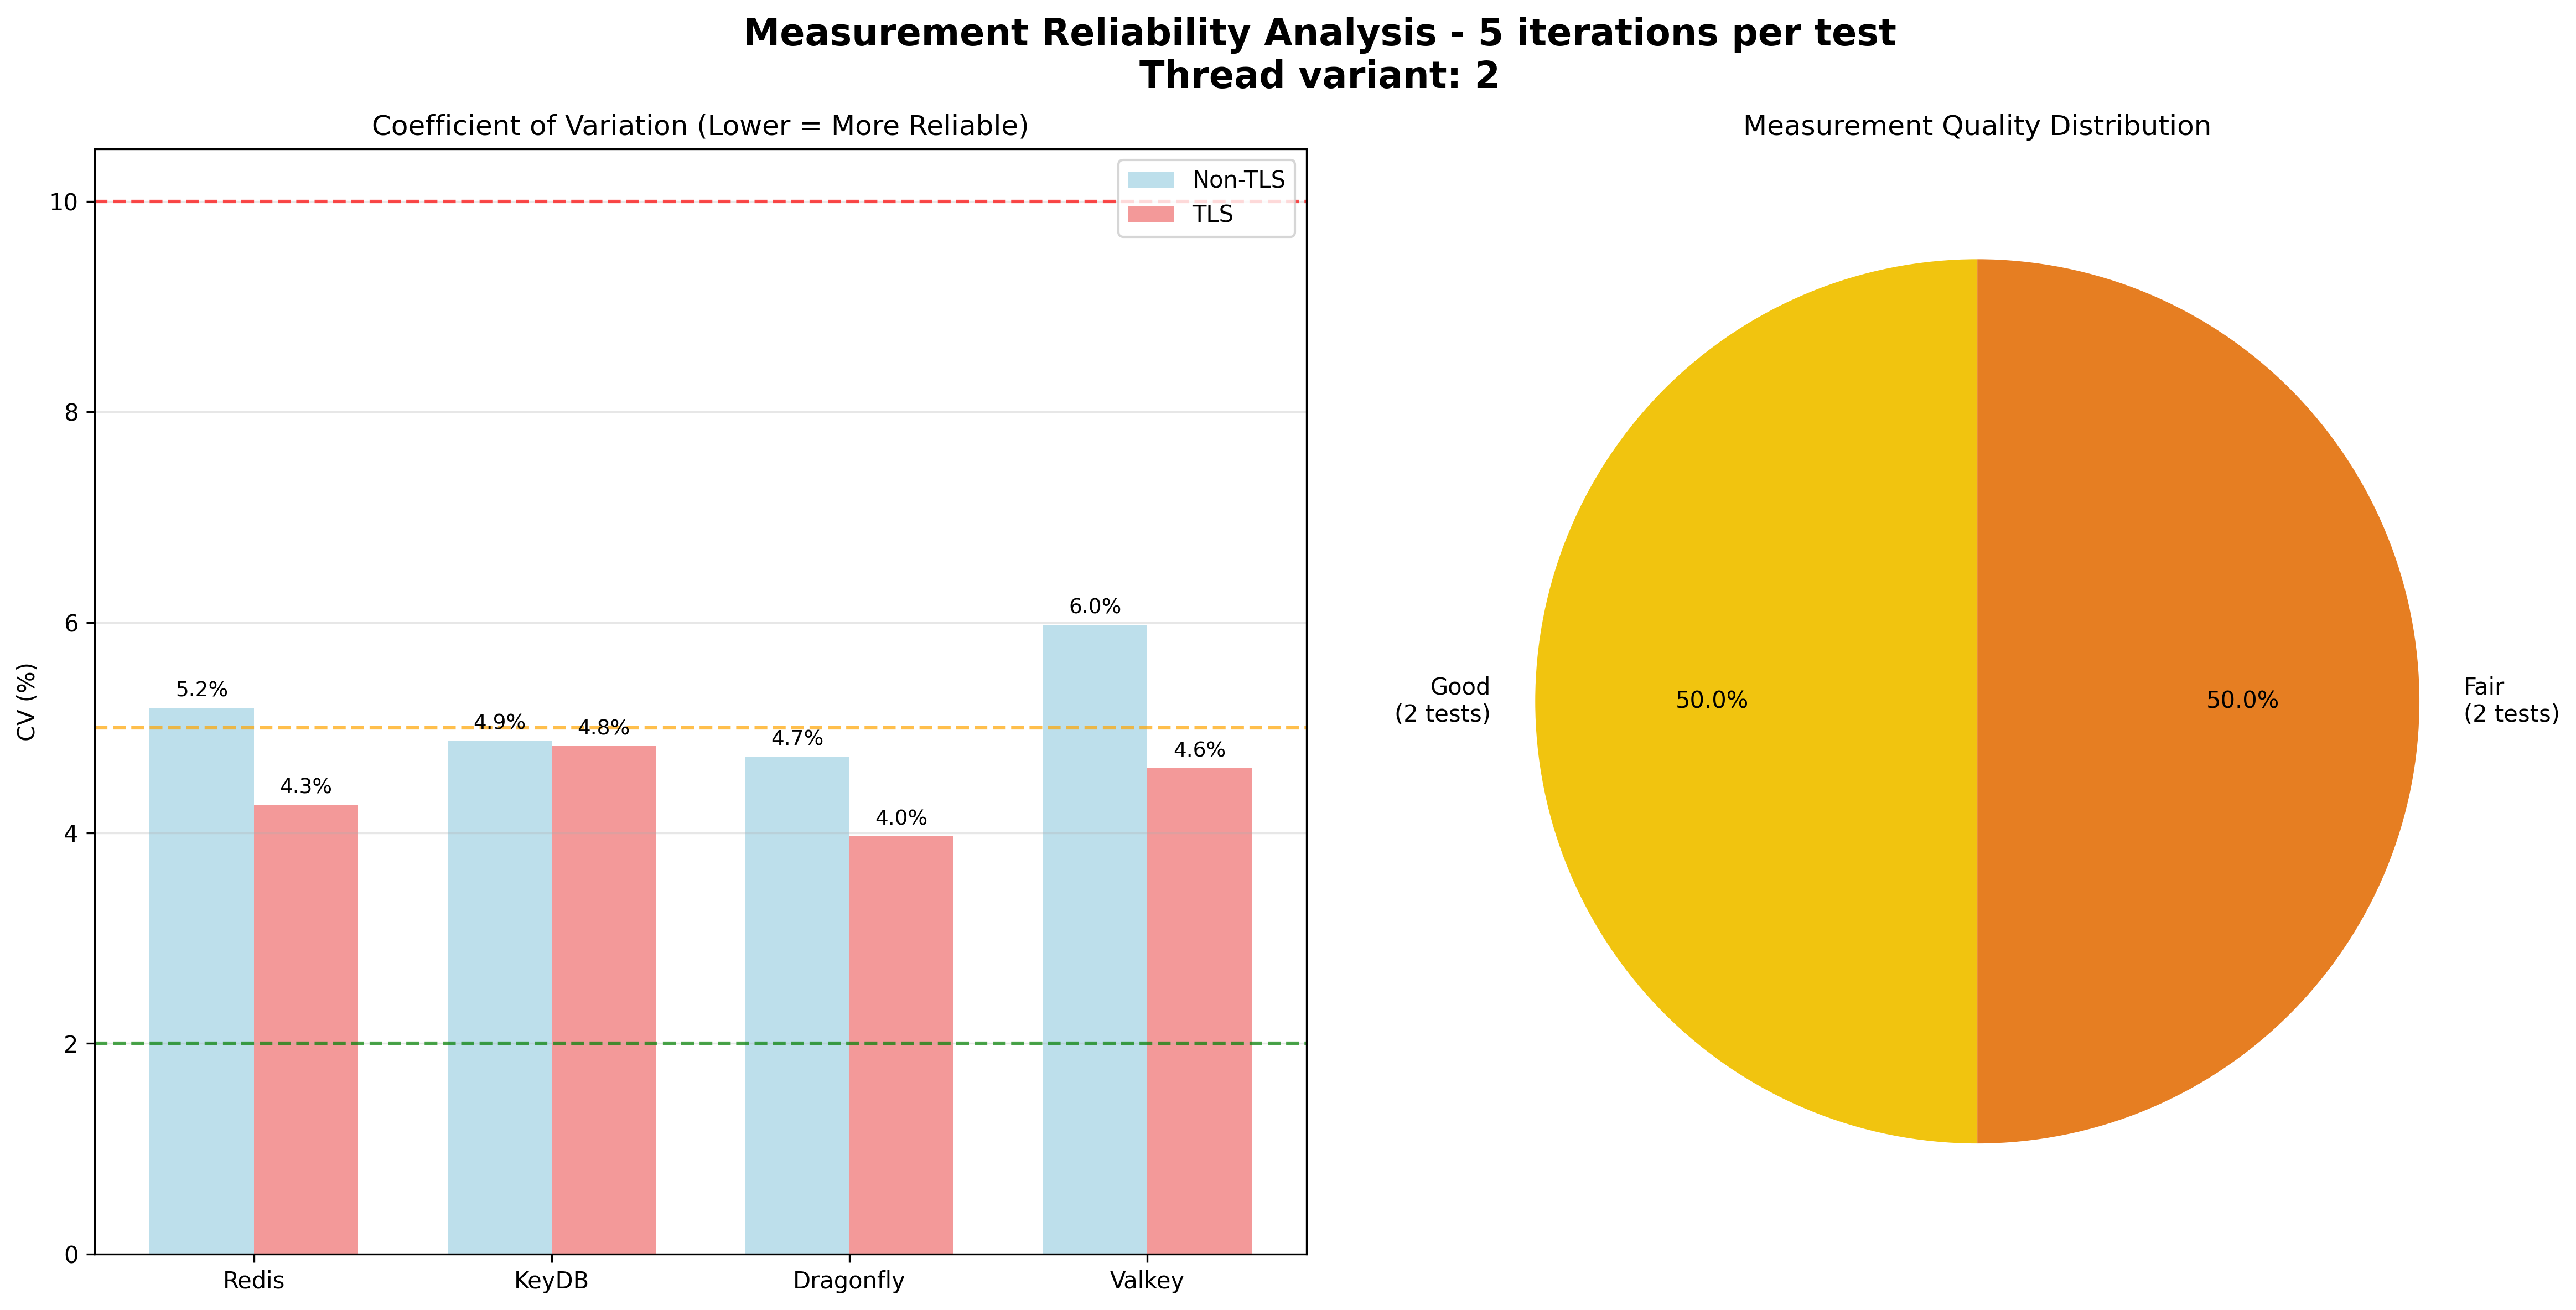 Measurement Reliability Analysis - 5 iterations per test
Thread variant: 2
Coefficient of Variation (Lower = More Reliable)
Non-TLS
TLS
CV (%)
10
8
6
4
2
0
5.2%
4.3%
4.9%
4.8%
4.7%
4.0%
6.0%
4.6%
Redis
KeyDB
Dragonfly
Valkey
Measurement Quality Distribution
Good
(2 tests)
50.0%
50.0%
Fair
(2 tests)